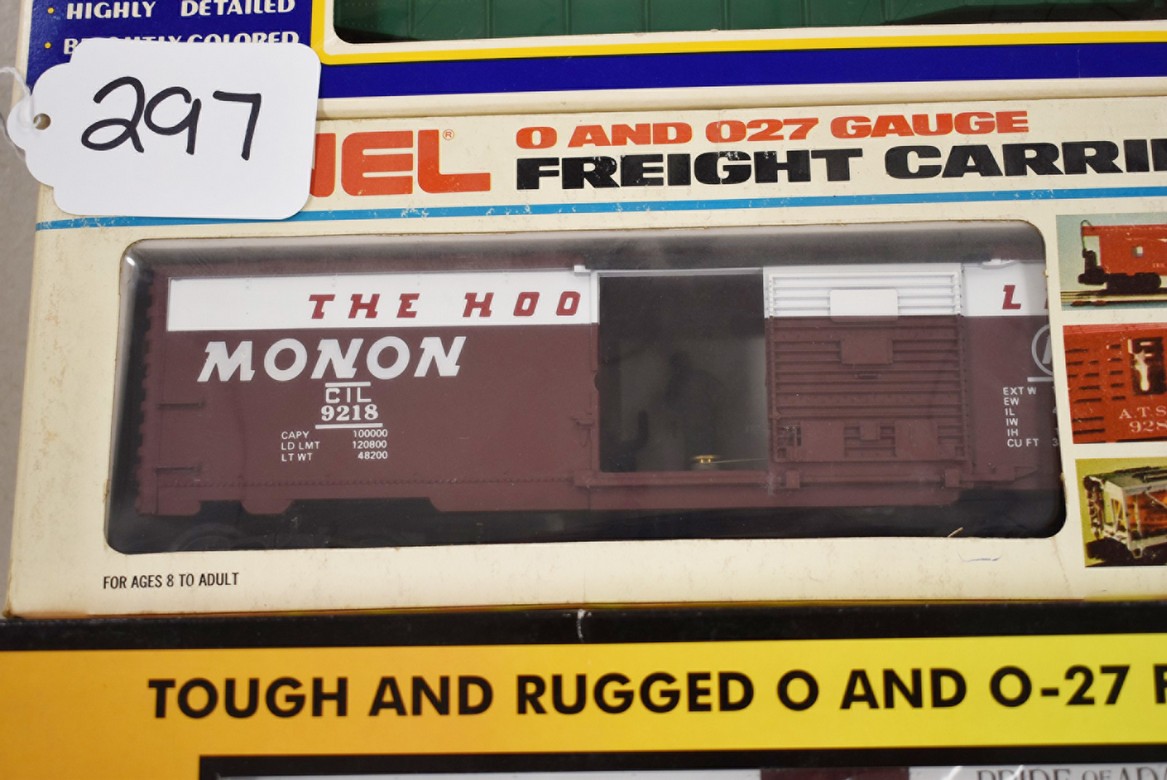 • HIGHLY DETAILED
297
EL®
O AND O27 GAUGE
FREIGHT CARRI
THE HOO
L
MONON
CIL
9218
CAPY 100000
LD LMT 120800
LT WT 48200
EXT W
EW
IL
IW
IH
CU FT
A.T.S
928
FOR AGES 8 TO ADULT
TOUGH AND RUGGED O AND O-27